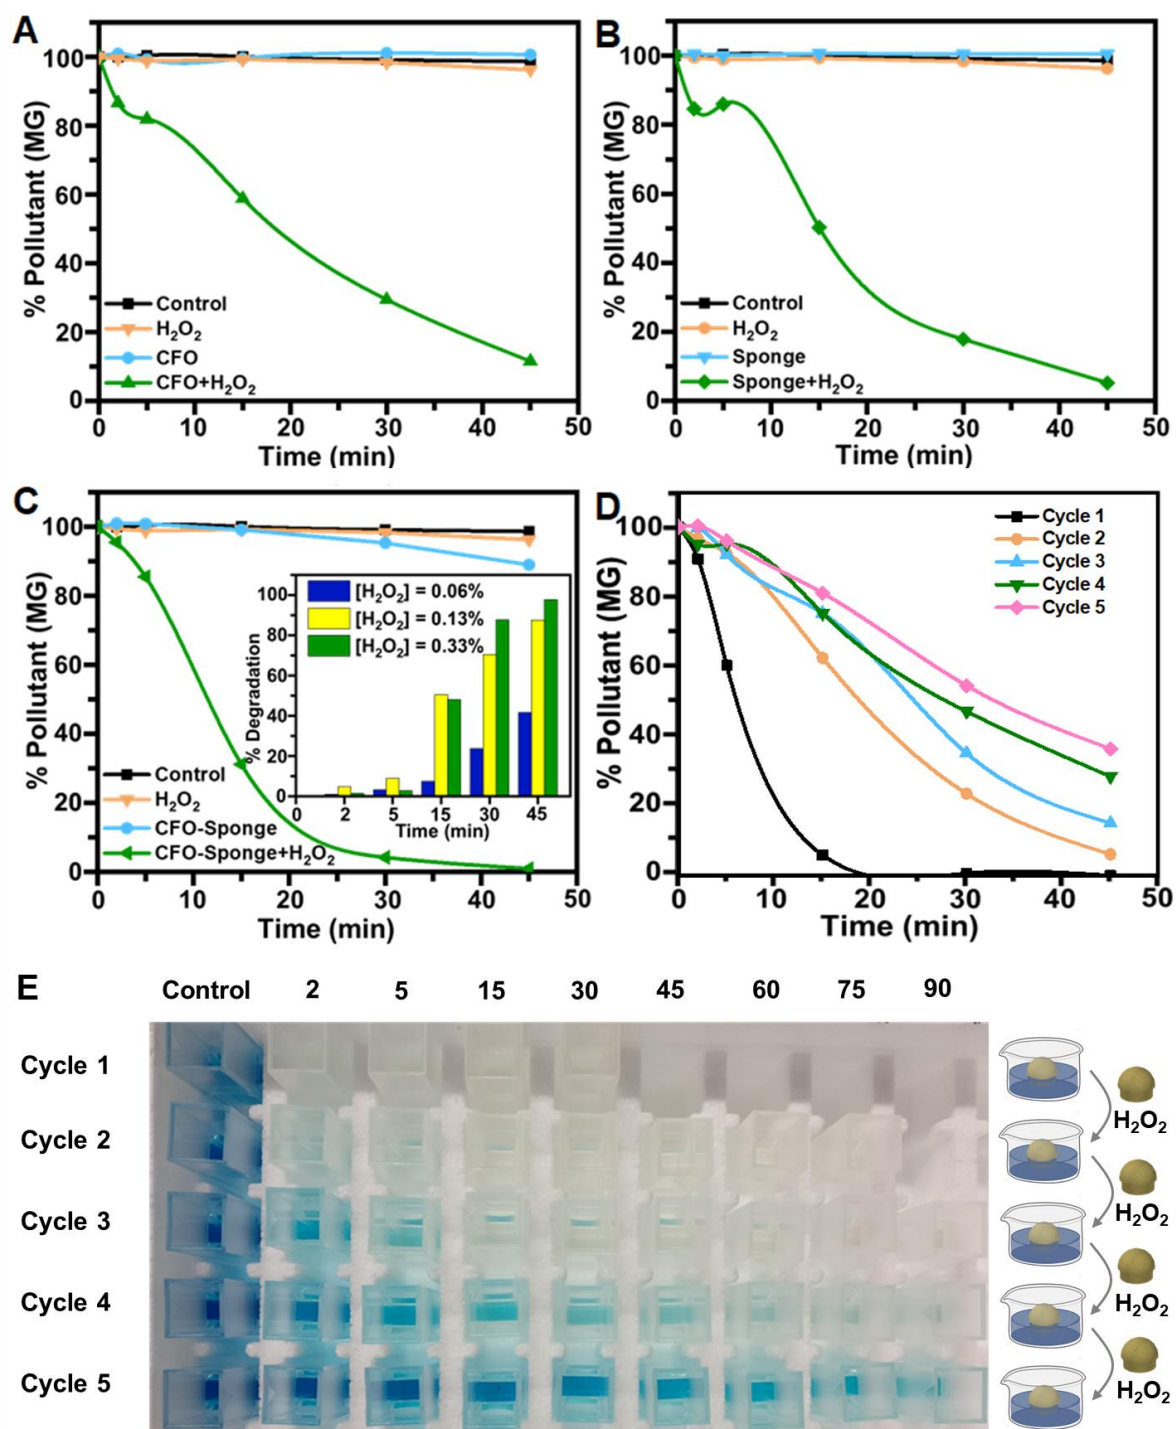 A
% Pollutant (MG)
100
80
60
40
20
0
Control
H₂O₂
CFO
CFO+H₂O₂
0 10 20 30 40 50
Time (min)
B
% Pollutant (MG)
100
80
60
40
20
0
Control
H₂O₂
Sponge
Sponge+H₂O₂
0 10 20 30 40 50
Time (min)
C
% Pollutant (MG)
100
80
60
40
20
0
Control
H₂O₂
CFO-Sponge
CFO-Sponge+H₂O₂
0 10 20 30 40 50
Time (min)
% Degradation
100
80
60
40
20
0
[H₂O₂] = 0.06%
[H₂O₂] = 0.13%
[H₂O₂] = 0.33%
0 2 5 15 30 45
Time (min)
D
% Pollutant (MG)
100
80
60
40
20
0
Cycle 1
Cycle 2
Cycle 3
Cycle 4
Cycle 5
0 10 20 30 40 50
Time (min)
E
Control 2 5 15 30 45 60 75 90
Cycle 1
H₂O₂
Cycle 2
H₂O₂
Cycle 3
H₂O₂
Cycle 4
H₂O₂
Cycle 5